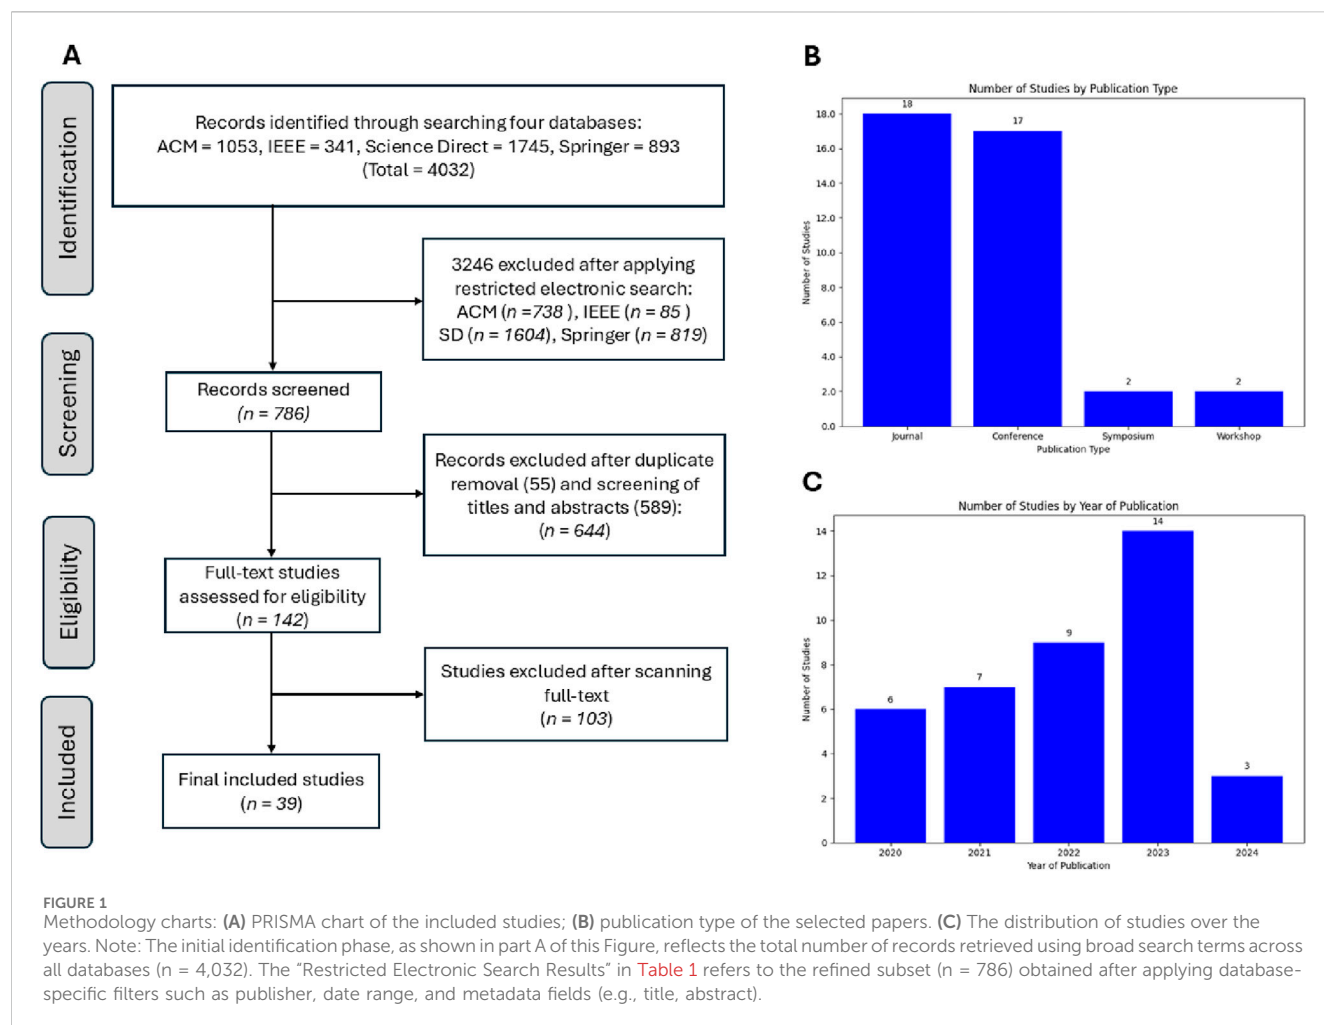 A
Identification
Records identified through searching four databases:
ACM = 1053, IEEE = 341, Science Direct = 1745, Springer = 893
(Total = 4032)
3246 excluded after applying
restricted electronic search:
ACM (n =738 ), IEEE (n = 85 )
SD (n = 1604), Springer (n = 819)
Screening
Records screened
(n = 786)
Records excluded after duplicate
removal (55) and screening of
titles and abstracts (589):
(n = 644)
Eligibility
Full-text studies
assessed for eligibility
(n = 142)
Studies excluded after scanning
full-text
(n = 103)
Included
Final included studies
(n = 39)
B
Number of Studies by Publication Type
Number of Studies
18.0
16.0
14.0
12.0
10.0
8.0
6.0
4.0
2.0
0.0
18
17
2
2
Journal
Conference
Symposium
Workshop
Publication Type
C
Number of Studies by Year of Publication
Number of Studies
14
12
10
8
6
4
2
0
6
7
9
14
3
2020
2021
2022
2023
2024
Year of Publication
FIGURE 1
Methodology charts: (A) PRISMA chart of the included studies; (B) publication type of the selected papers. (C) The distribution of studies over the
years. Note: The initial identification phase, as shown in part A of this Figure, reflects the total number of records retrieved using broad search terms across
all databases (n = 4,032). The “Restricted Electronic Search Results” in Table 1 refers to the refined subset (n = 786) obtained after applying database-
specific filters such as publisher, date range, and metadata fields (e.g., title, abstract).